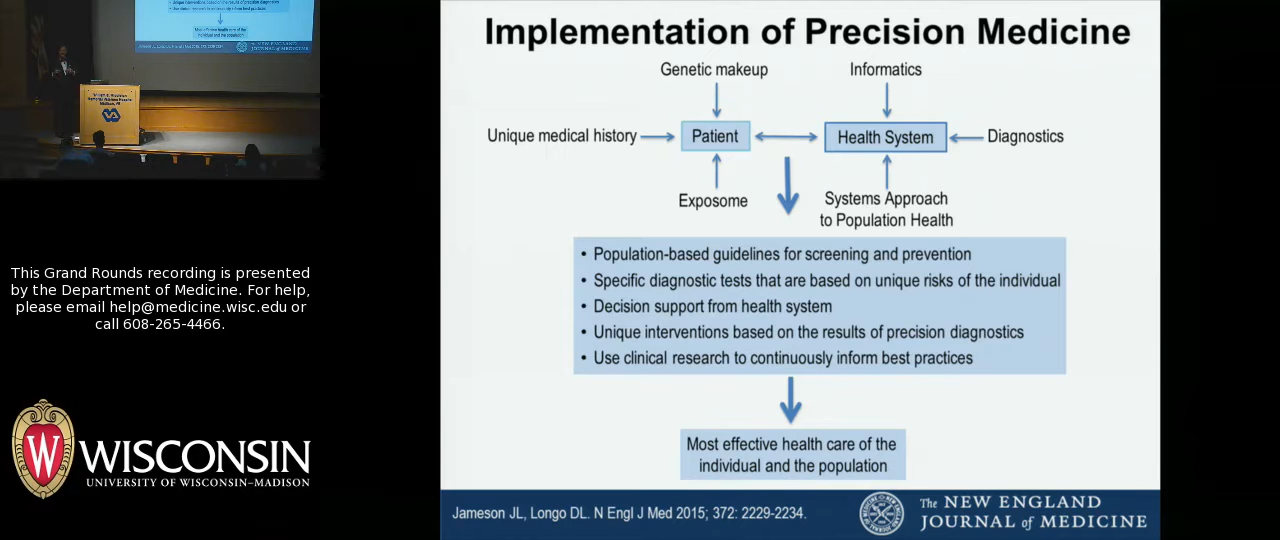 Implementation of Precision Medicine
Genetic makeup
Informatics
Unique medical history
Patient
Health System
Diagnostics
Exposome
Systems Approach
to Population Health
• Population-based guidelines for screening and prevention
• Specific diagnostic tests that are based on unique risks of the individual
• Decision support from health system
• Unique interventions based on the results of precision diagnostics
• Use clinical research to continuously inform best practices
Most effective health care of the
individual and the population
Jameson JL, Longo DL. N Engl J Med 2015; 372: 2229-2234.
The NEW ENGLAND
JOURNAL of MEDICINE
This Grand Rounds recording is presented
by the Department of Medicine. For help,
please email help@medicine.wisc.edu or
call 608-265-4466.
W
WISCONSIN
UNIVERSITY OF WISCONSIN–MADISON